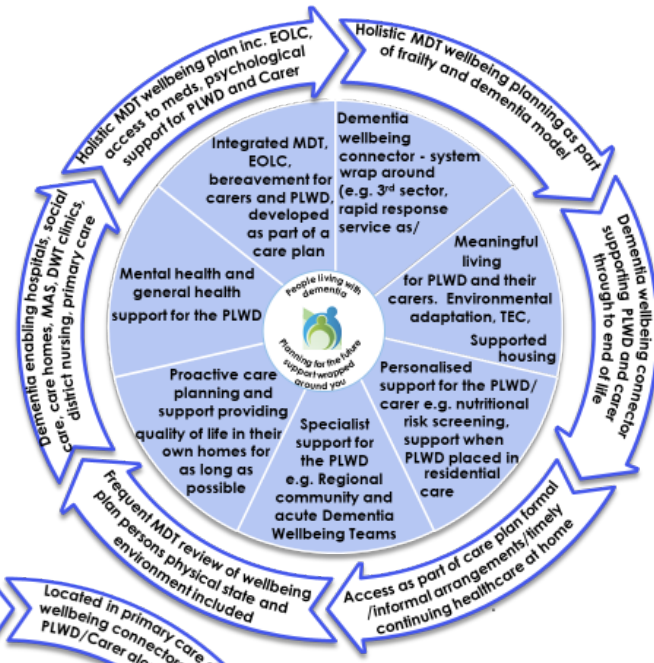 Holistic MDT wellbeing plan inc. EOLC,
access to meds, psychological
support for PLWD and Carer
Holistic MDT wellbeing planning as part
of frailty and dementia model
Dementia wellbeing connector
supporting PLWD and carer
through to end of life
Access as part of care plan formal
/informal arrangements/timely
continuing healthcare at home
Frequent MDT review of wellbeing
plan persons physical state and
environment included
Dementia enabling hospitals, social
care, care homes, MAS, DWT clinics,
district nursing, primary care
Dementia
wellbeing
connector - system
wrap around
(e.g. 3rd sector,
rapid response
service as/
Meaningful
living
for PLWD and their
carers. Environmental
adaptation, TEC,
Supported
housing
Personalised
support for the PLWD/
carer e.g. nutritional
risk screening,
support when
PLWD placed in
residential
care
Specialist
support for
the PLWD
e.g. Regional
community and
acute Dementia
Wellbeing Teams
Proactive care
planning and
support providing
quality of life in their
own homes for
as long as
possible
Mental health and
general health
support for the PLWD
Integrated MDT,
EOLC,
bereavement for
carers and PLWD,
developed
as part of a
care plan
People living with
dementia
Planning for the future
support wrapped
around you
Located in primary care
wellbeing connector
PLWD/Carer